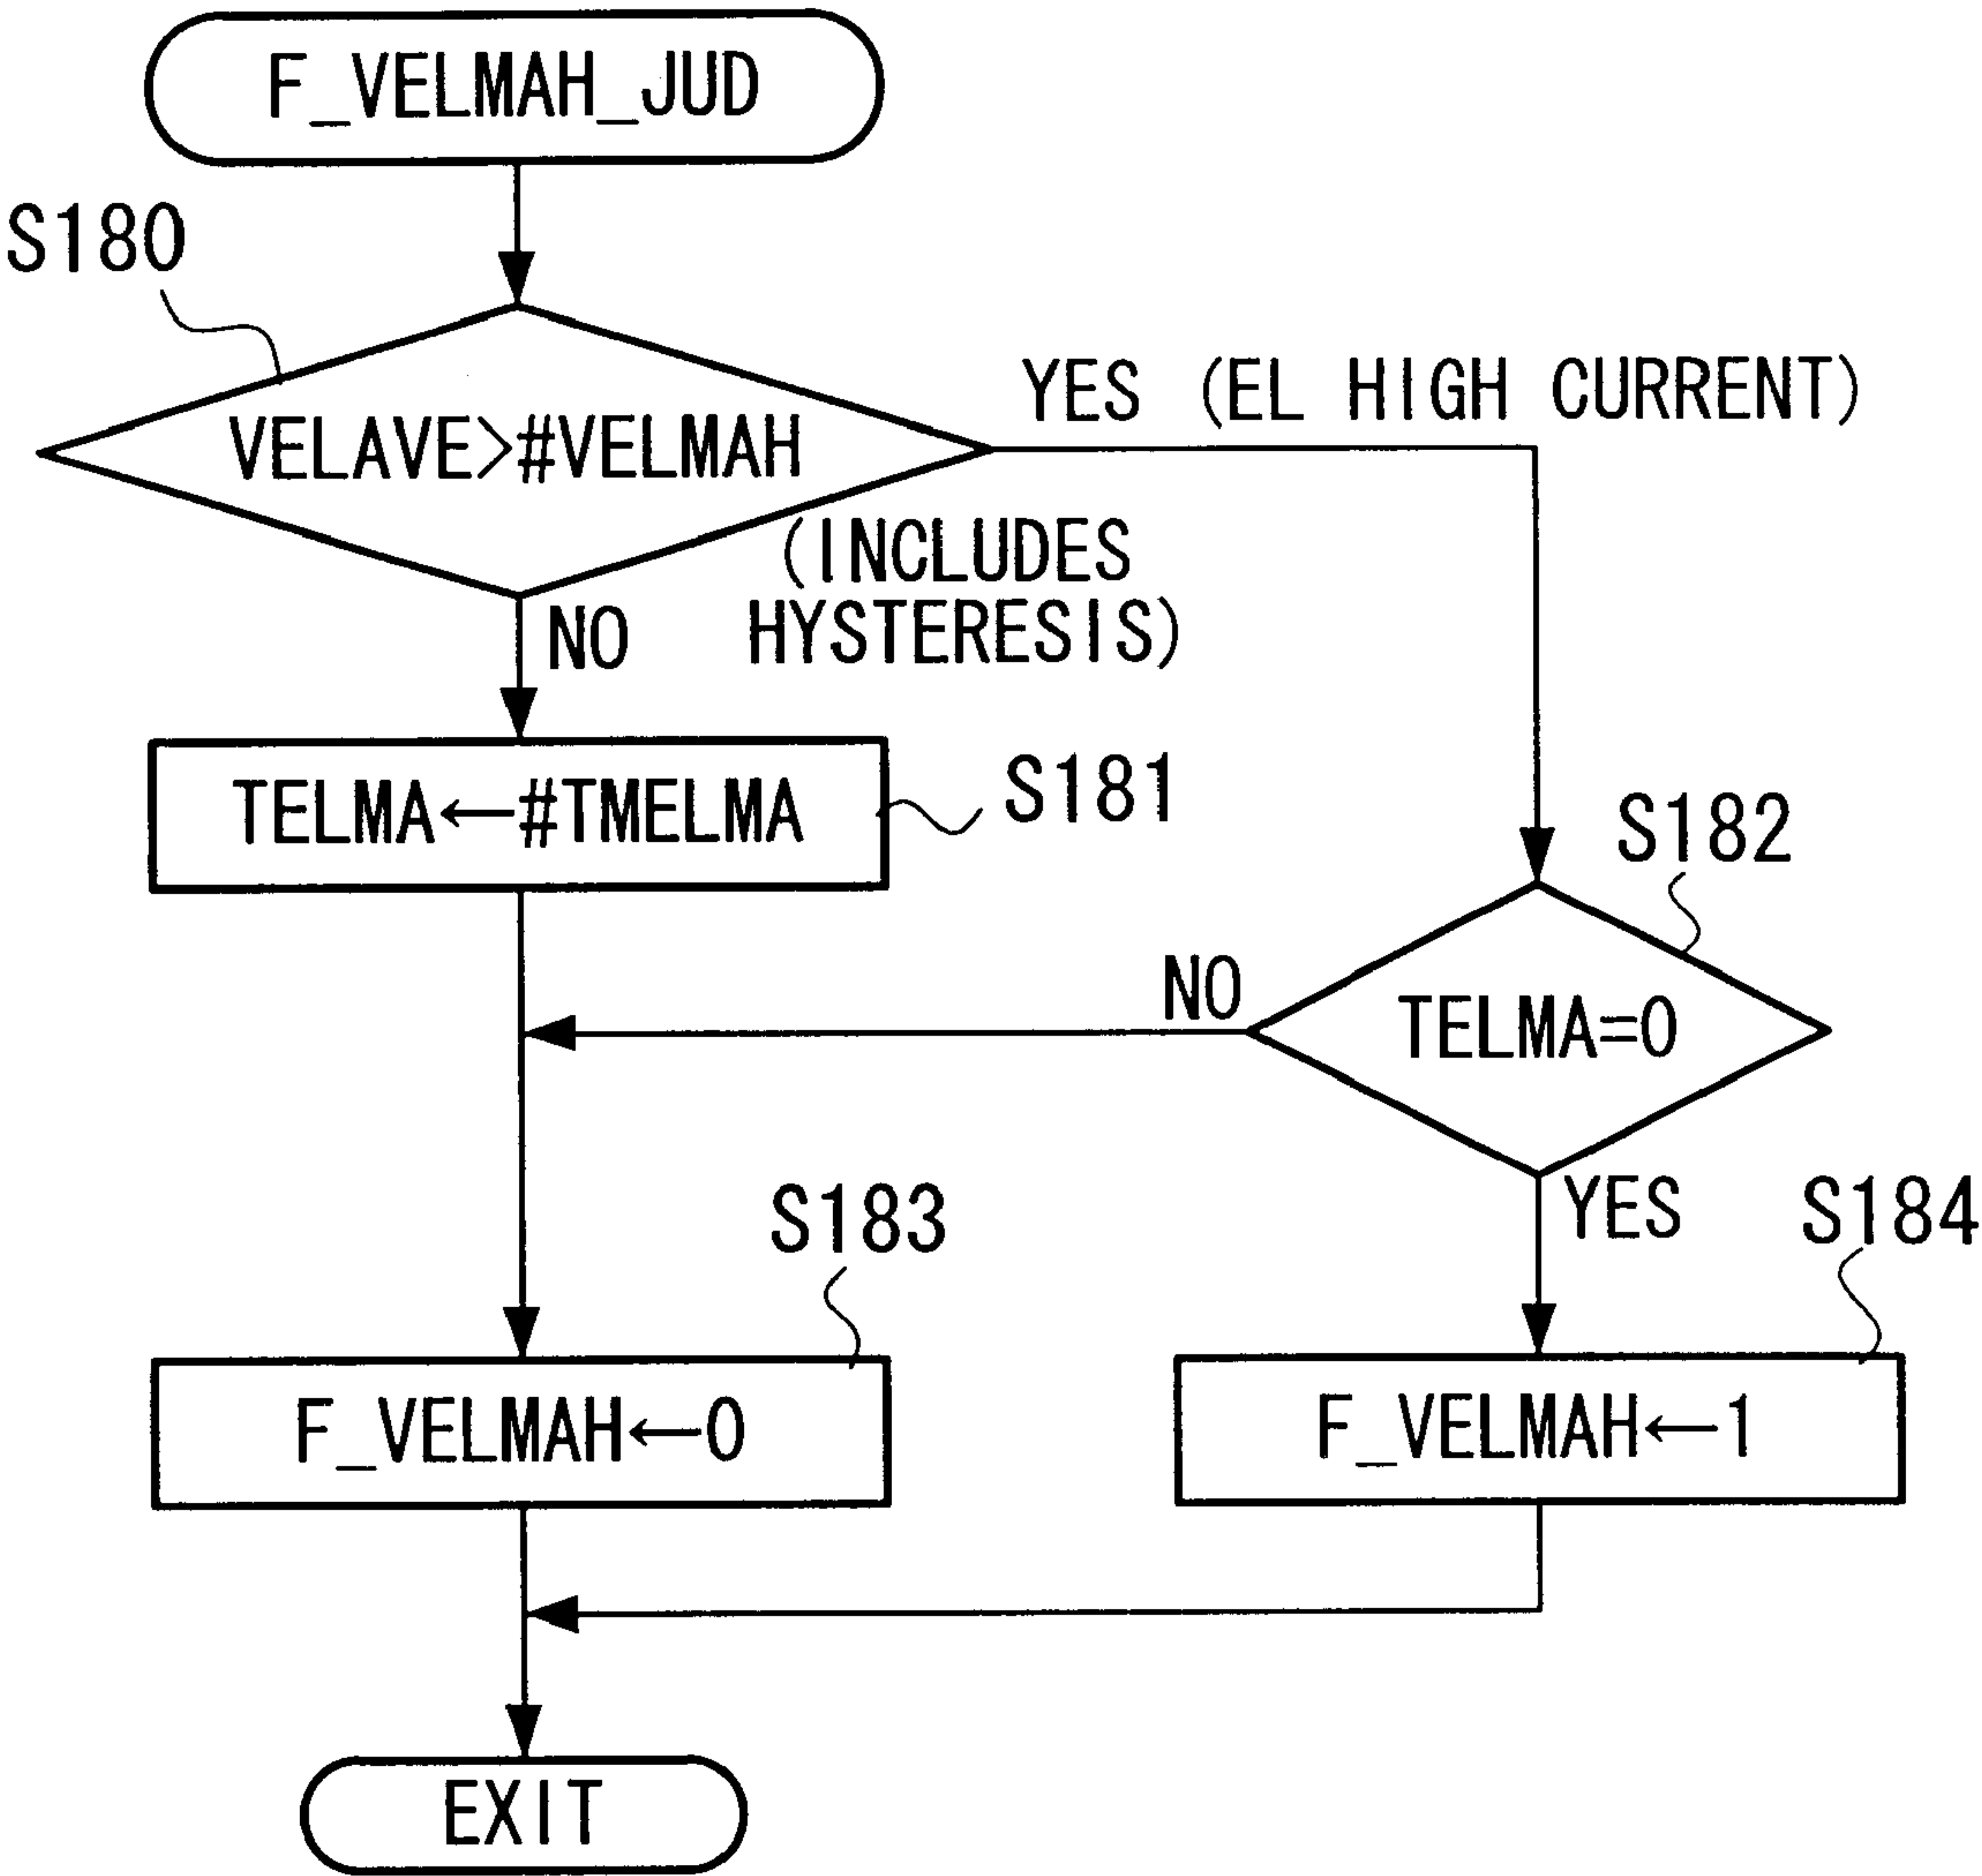 F_VELMAH_JUD
S180
YES (EL HIGH CURRENT)
VELAVE>#VELMAH
(INCLUDES
HYSTERESIS)
NO
TELMA←#TMELMA
S181
S182
NO
TELMA=0
YES
S183
S184
F_VELMAH←0
F_VELMAH←1
EXIT